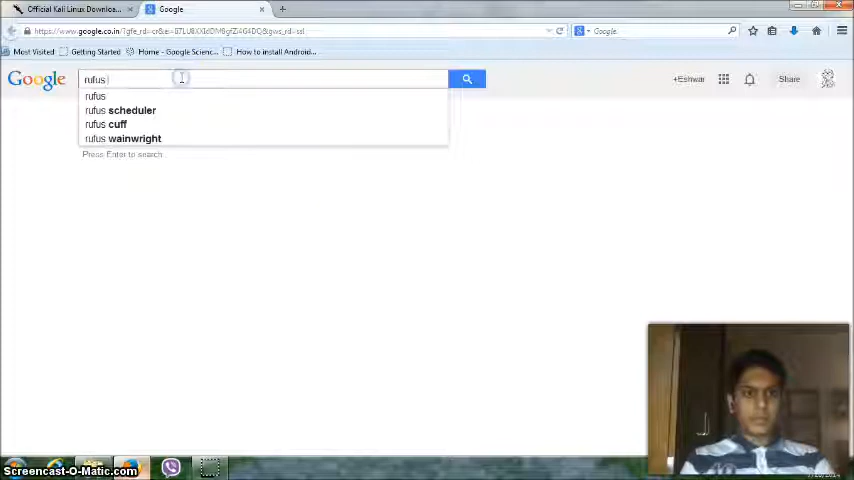 Official Kali Linux Downloa...
Google
Most Visited
Getting Started
Home - Google Scienc...
How to install Android...
Google
Google
rufus
+Eshwar
Share
rufus
rufus scheduler
rufus cuff
rufus wainwright
Press Enter to search
Screencast-O-Matic.com